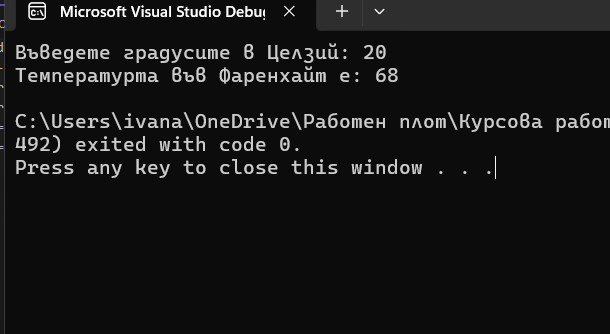 Microsoft Visual Studio Debug
Въведете градусите в Целзий: 20
Температурта във Фаренхайт е: 68
C:\Users\ivana\OneDrive\Работен плот\Курсова работ
492) exited with code 0.
Press any key to close this window . . .